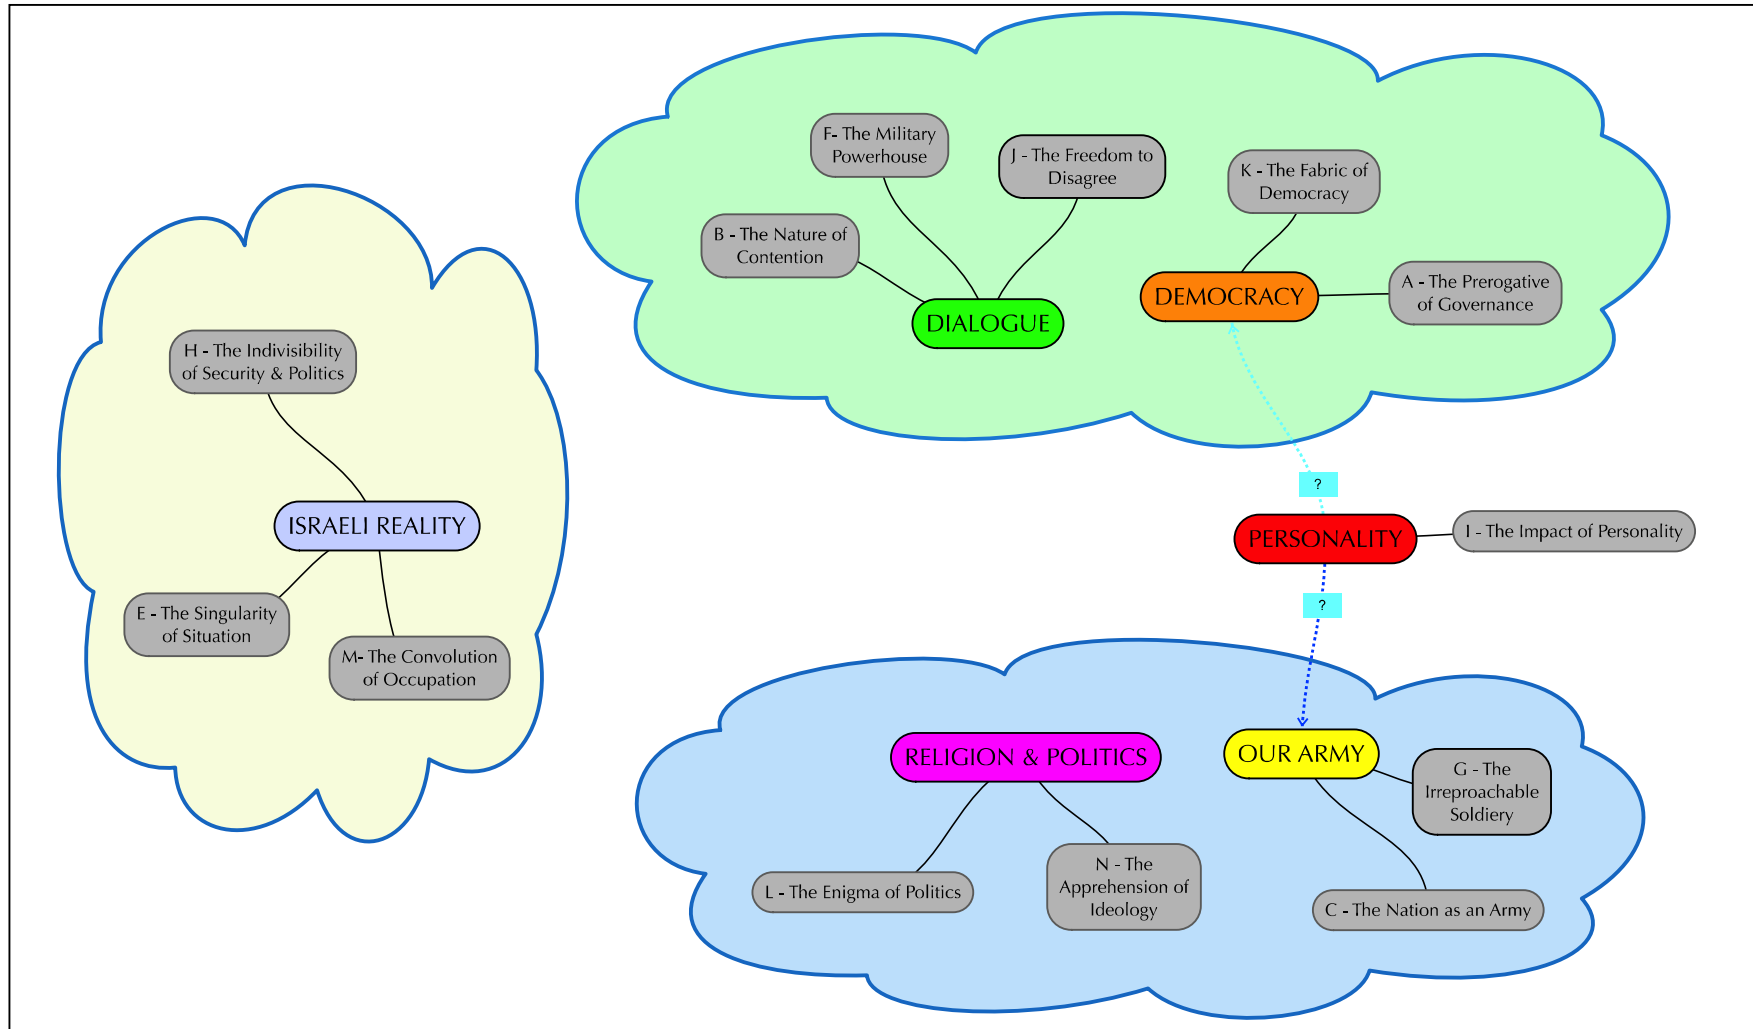 F- The Military
Powerhouse
J - The Freedom to
Disagree
K - The Fabric of
Democracy
B - The Nature of
Contention
A - The Prerogative
of Governance
DEMOCRACY
DIALOGUE
H - The Indivisibility
of Security & Politics
?
ISRAELI REALITY
PERSONALITY
I - The Impact of Personality
?
E - The Singularity
of Situation
M- The Convolution
of Occupation
RELIGION & POLITICS
OUR ARMY
G - The
Irreproachable
Soldiery
L - The Enigma of Politics
N - The
Apprehension of
Ideology
C - The Nation as an Army